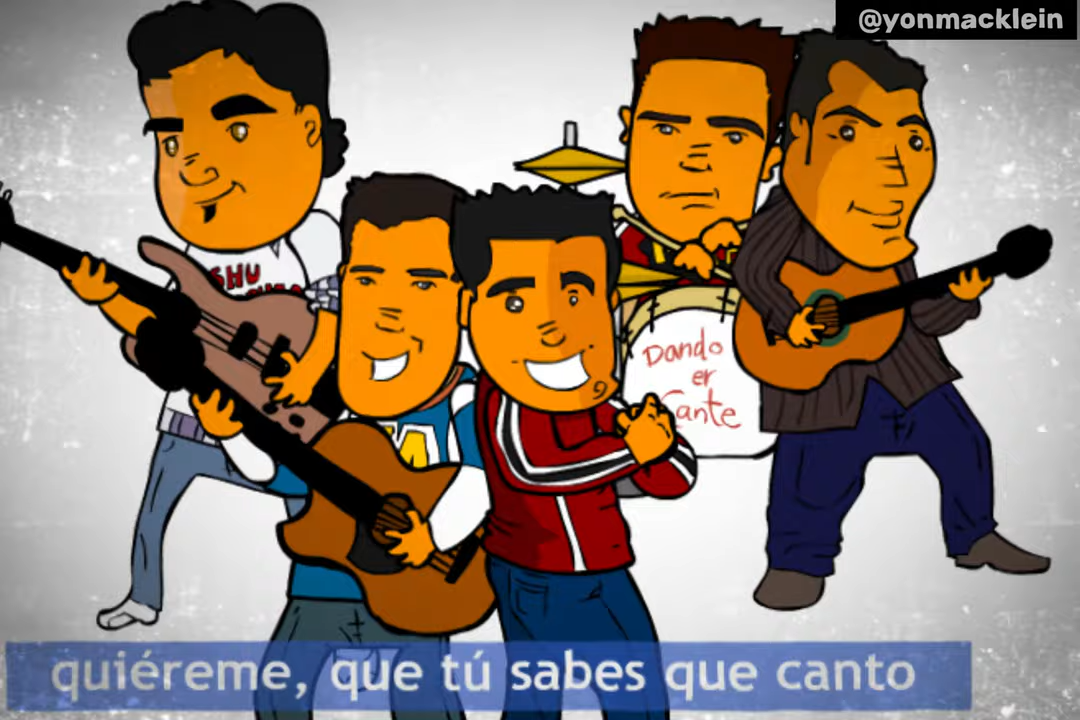 @yonmacklein
SHU
Dando
er
Cante
quiéreme, que tú sabes que canto